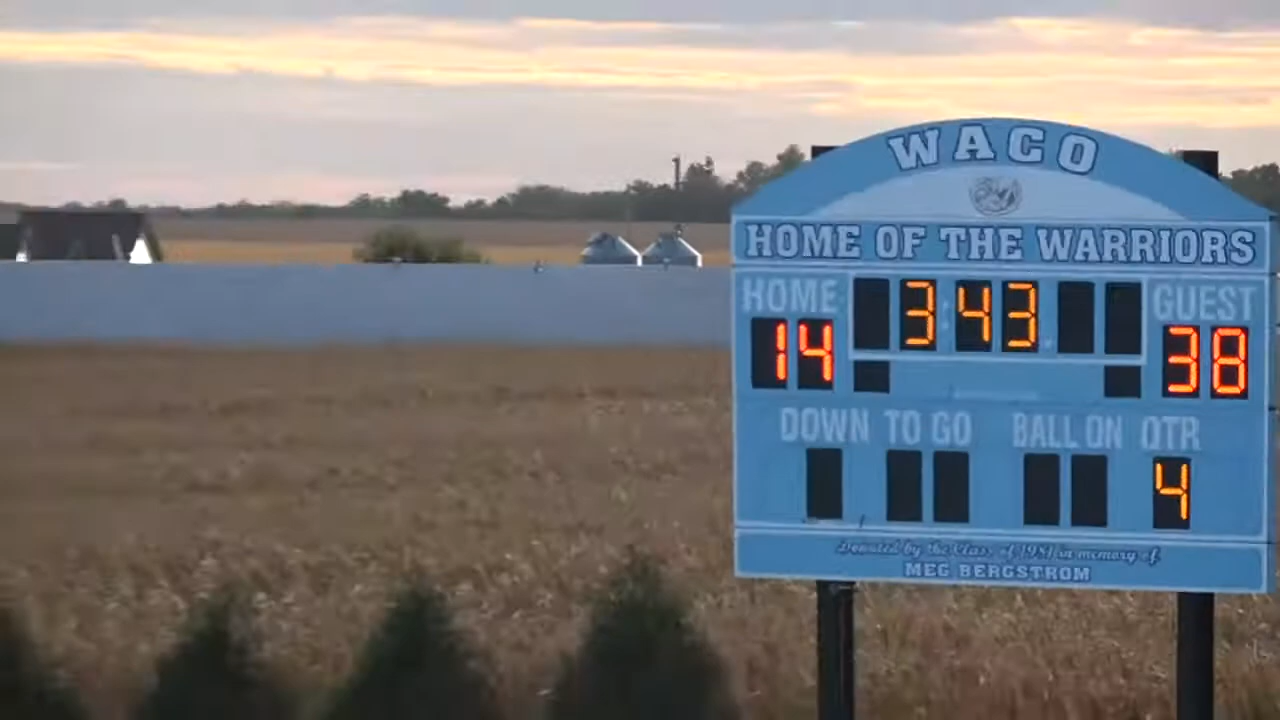 WACO
HOME OF THE WARRIORS
HOME 3:43 GUEST
14 38
DOWN TO GO BALL ON QTR
4
Donated by the Class of 1981 in memory of
MEG BERGSTROM